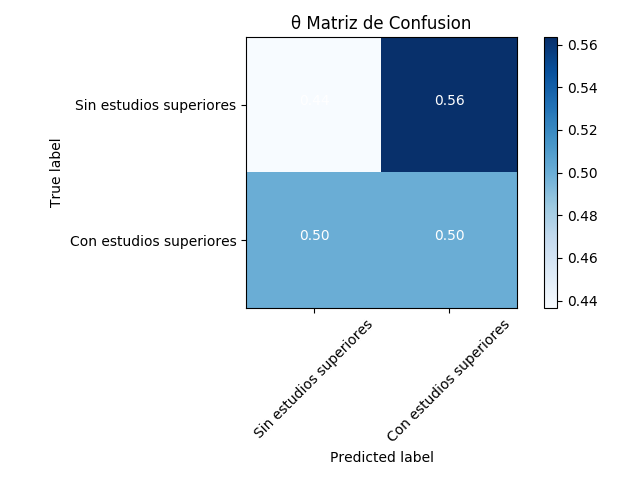 θ Matriz de Confusion
True label
Sin estudios superiores
Con estudios superiores
0.44
0.56
0.50
0.50
Sin estudios superiores
Con estudios superiores
Predicted label
0.56
0.54
0.52
0.50
0.48
0.46
0.44